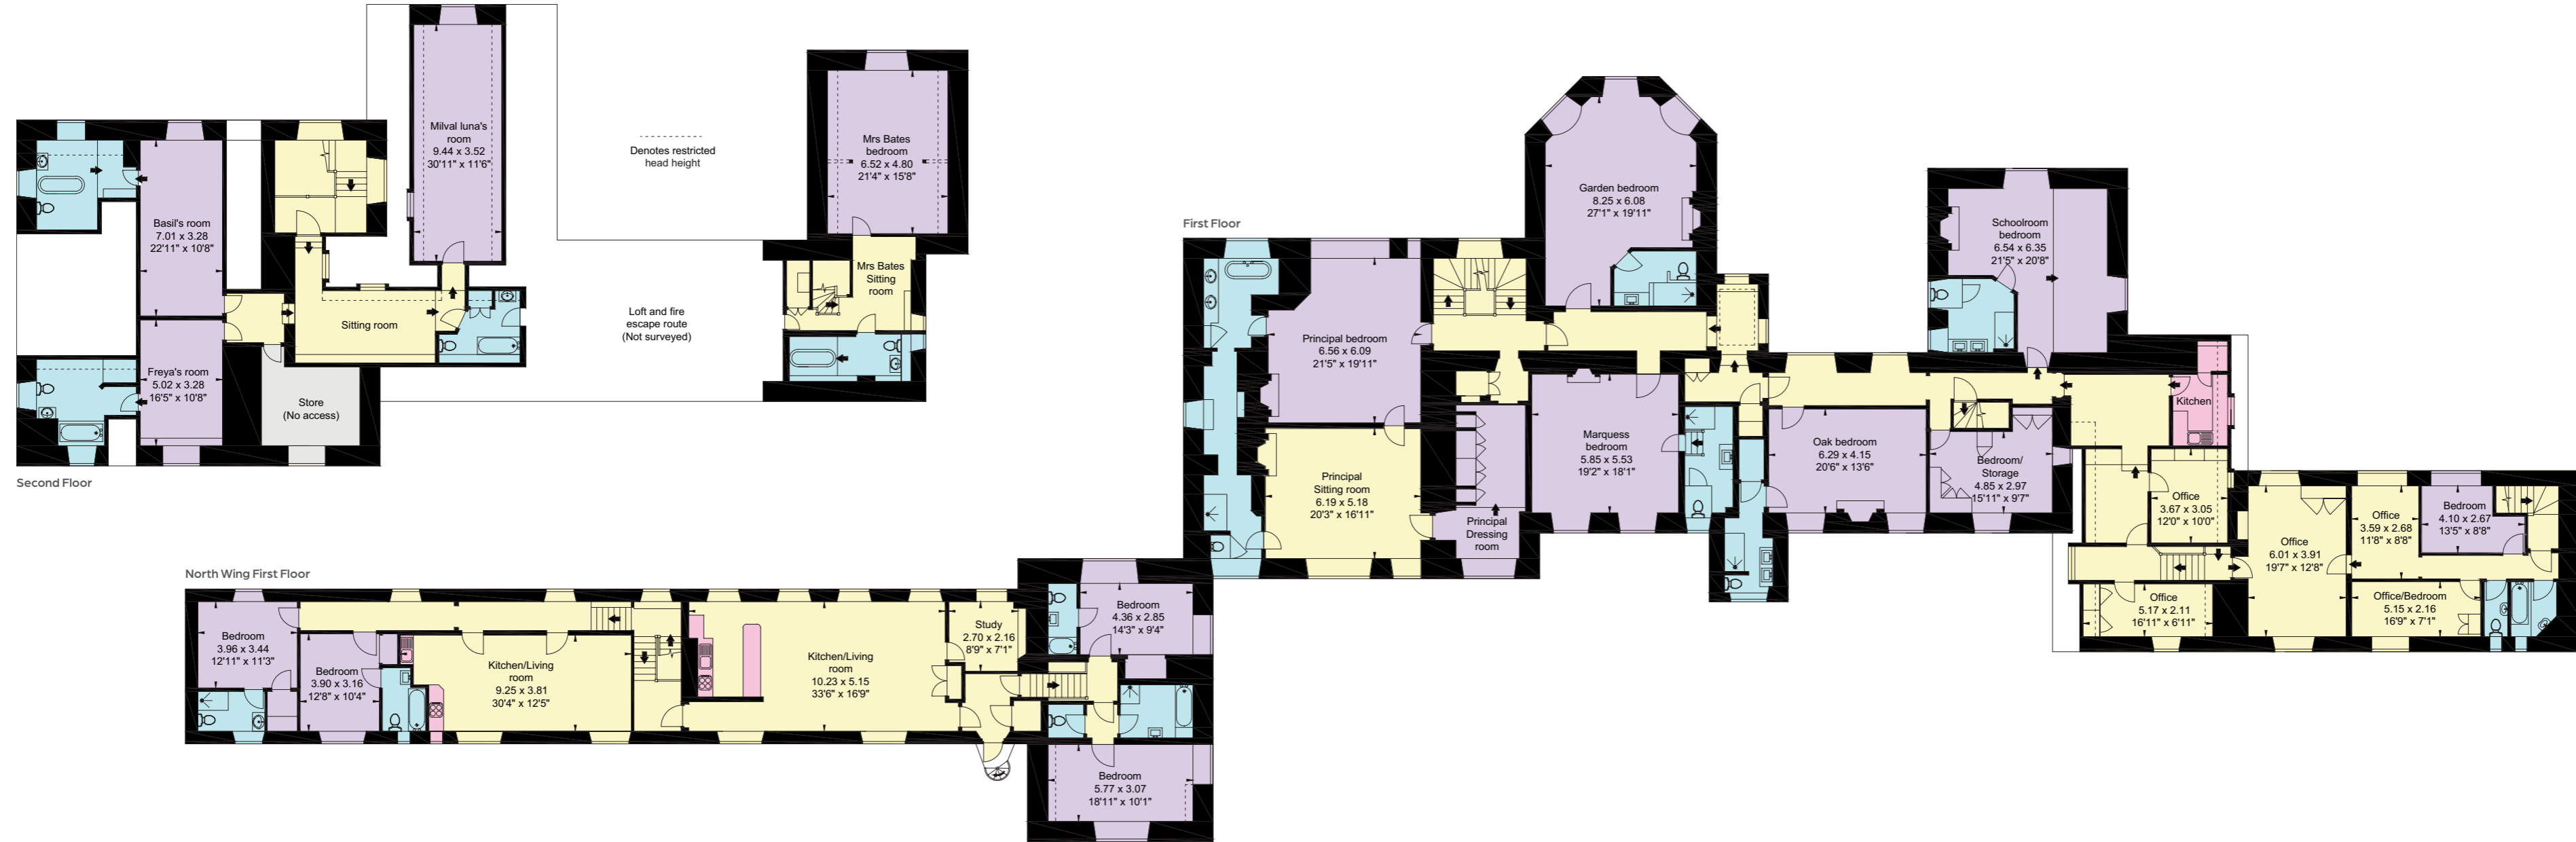 Milval luna's
room
9.44 x 3.52
30'11" x 11'6"
Denotes restricted
head height
Mrs Bates
bedroom
6.52 x 4.80
21'4" x 15'8"
Basil's room
7.01 x 3.28
22'11" x 10'8"
Mrs Bates
Sitting
room
Sitting room
Loft and fire
escape route
(Not surveyed)
Freya's room
5.02 x 3.28
16'5" x 10'8"
Store
(No access)
Second Floor
First Floor
Garden bedroom
8.25 x 6.08
27'1" x 19'11"
Schoolroom
bedroom
6.54 x 6.35
21'5" x 20'8"
Principal bedroom
6.56 x 6.09
21'5" x 19'11"
Kitchen
Marquess
bedroom
5.85 x 5.53
19'2" x 18'1"
Oak bedroom
6.29 x 4.15
20'6" x 13'6"
Bedroom/
Storage
4.85 x 2.97
15'11" x 9'7"
Principal
Sitting room
6.19 x 5.18
20'3" x 16'11"
Principal
Dressing
room
Office
3.67 x 3.05
12'0" x 10'0"
Office
6.01 x 3.91
19'7" x 12'8"
Office
3.59 x 2.68
11'8" x 8'8"
Bedroom
4.10 x 2.67
13'5" x 8'8"
Office
5.17 x 2.11
16'11" x 6'11"
Office/Bedroom
5.15 x 2.16
16'9" x 7'1"
North Wing First Floor
Bedroom
3.96 x 3.44
12'11" x 11'3"
Bedroom
3.90 x 3.16
12'8" x 10'4"
Kitchen/Living
room
9.25 x 3.81
30'4" x 12'5"
Kitchen/Living
room
10.23 x 5.15
33'6" x 16'9"
Study
2.70 x 2.16
8'9" x 7'1"
Bedroom
4.36 x 2.85
14'3" x 9'4"
Bedroom
5.77 x 3.07
18'11" x 10'1"